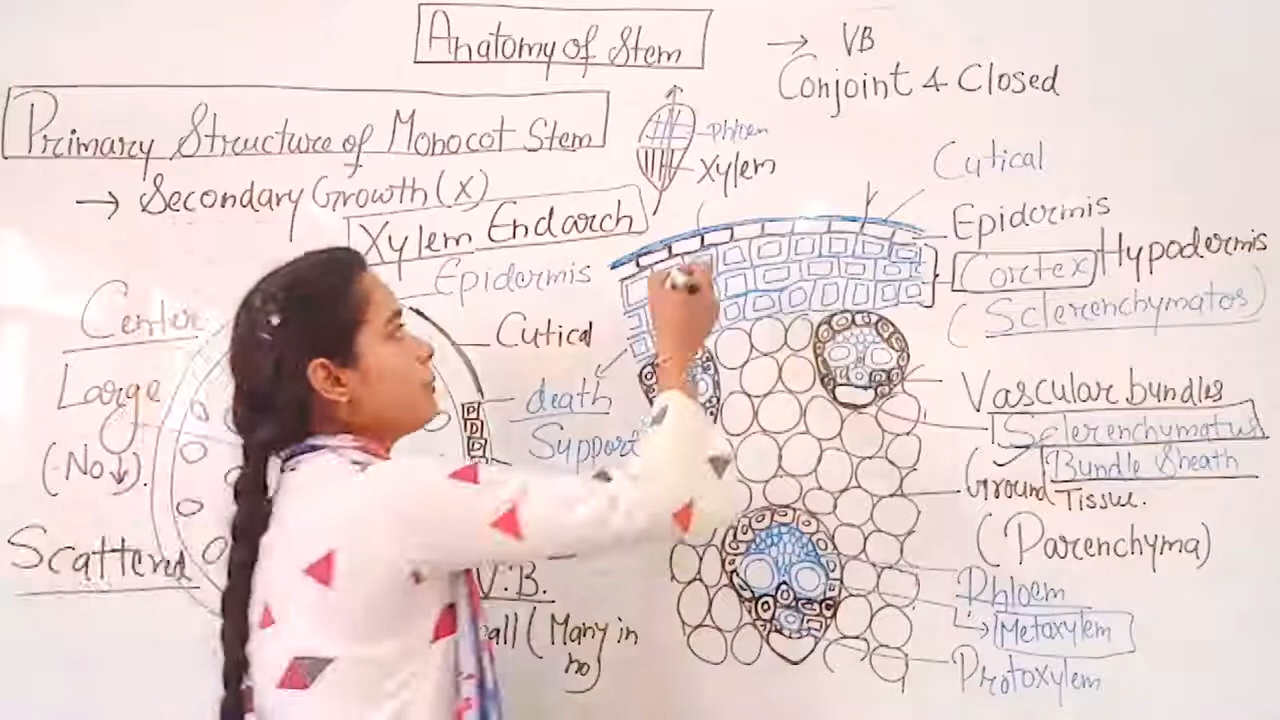 Anatomy of Stem
→ VB
Conjoint & Closed
Primary Structure of Monocot Stem
→ Secondary Growth (X)
Xylem Endarch
Phloem
Xylem
Cutical
Epidermis
Cortex Hypodermis
(Sclerenchymatos)
Epidermis
Cutical
Center
Large
(No↓).
Scattered
death
Support
P
D
P
V.B.
(Many in
no)
Vascular bundles
Sclerenchymatus
Bundle Sheath
Ground Tissue.
(Parenchyma)
Phloem
Metaxylem
Protoxylem